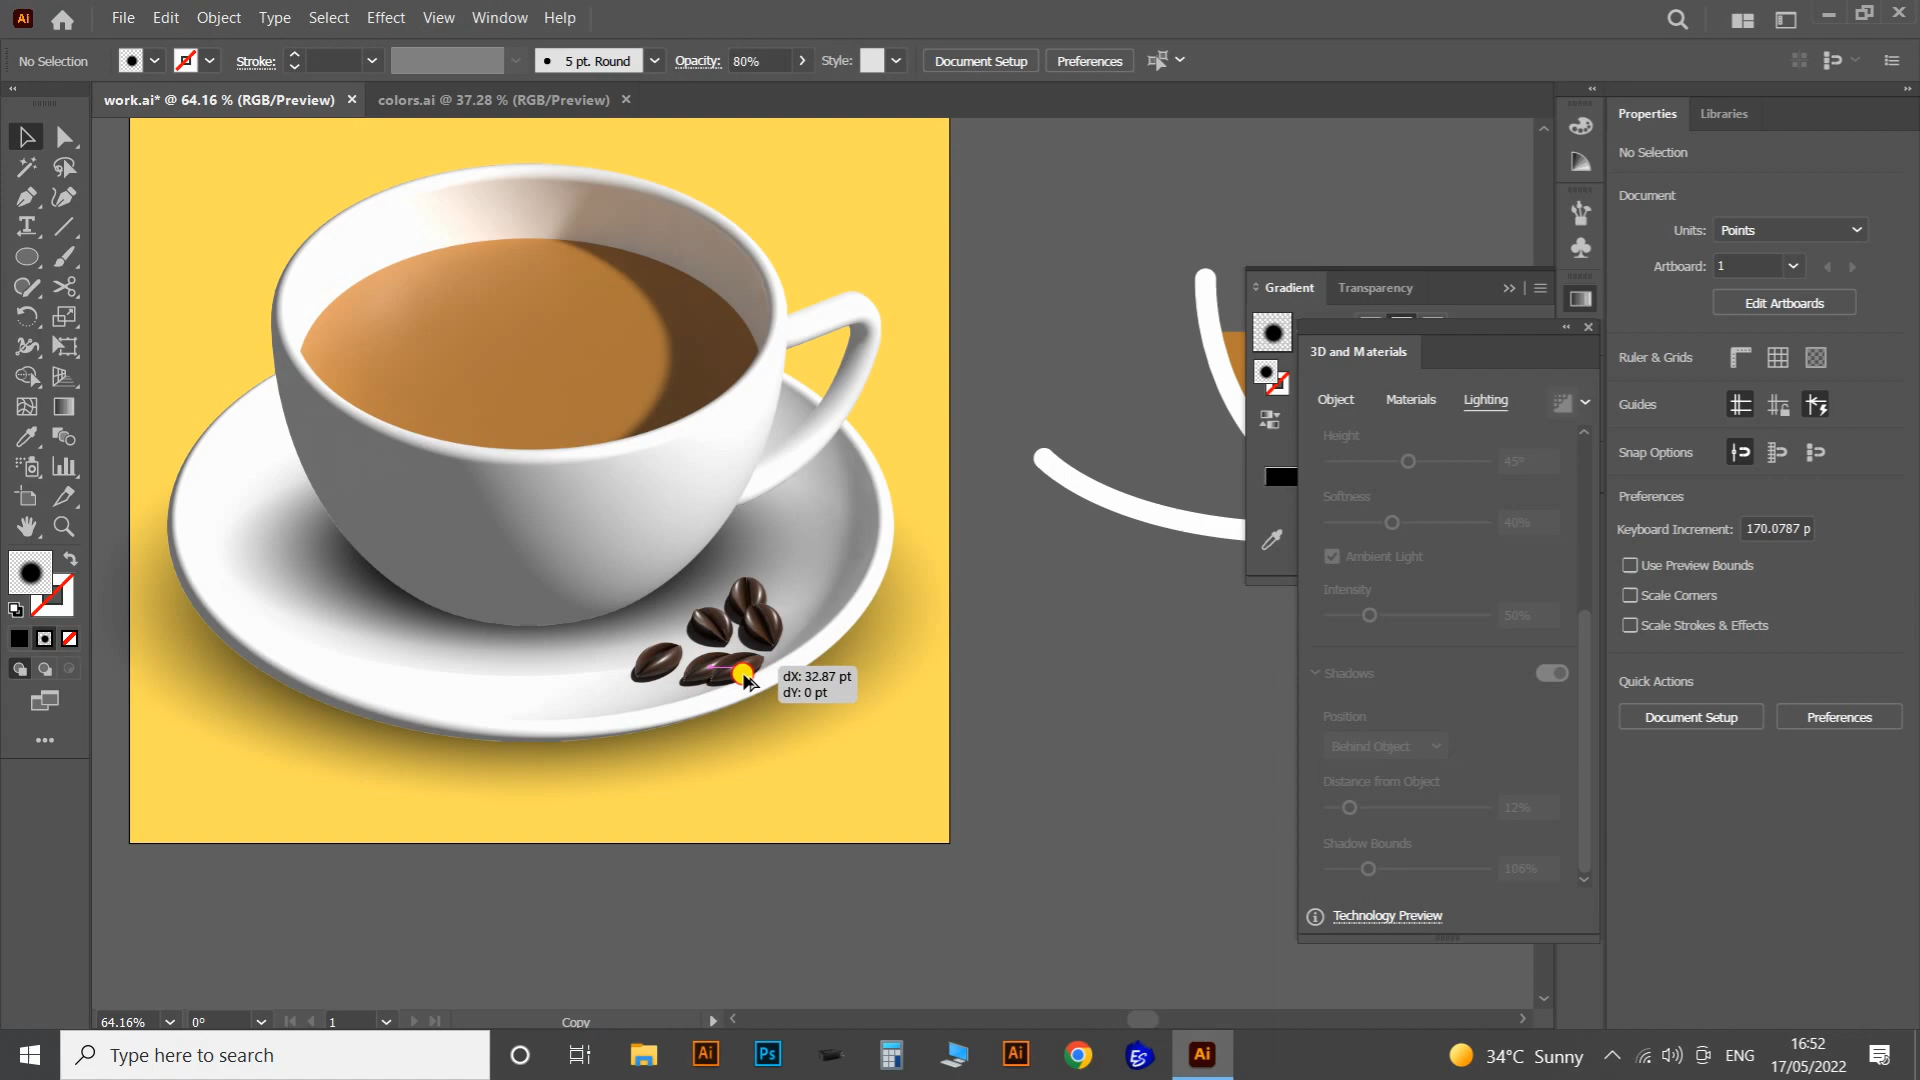 Ai File Edit Object Type Select Effect View Window Help
No Selection Stroke: 5 pt. Round Opacity: 80% Style: Document Setup Preferences
work.ai* @ 64.16 % (RGB/Preview) × colors.ai @ 37.28 % (RGB/Preview) ×
Properties Libraries
No Selection
Document
Units: Points
Artboard: 1
Edit Artboards
Ruler & Grids
Guides
Snap Options
Preferences
Keyboard Increment: 170.0787 p
Use Preview Bounds
Scale Corners
Scale Strokes & Effects
Quick Actions
Document Setup Preferences
Gradient Transparency
3D and Materials
Object Materials Lighting
Height
45°
Softness
40%
Ambient Light
Intensity
50%
Shadows
Position
Behind Object
Distance from Object
12%
Shadow Bounds
106%
Technology Preview
dX: 32.87 pt
dY: 0 pt
64.16% 0° 1 Copy
Type here to search
Ai Ps Ai Es Ai
34°C Sunny ENG
16:52
17/05/2022